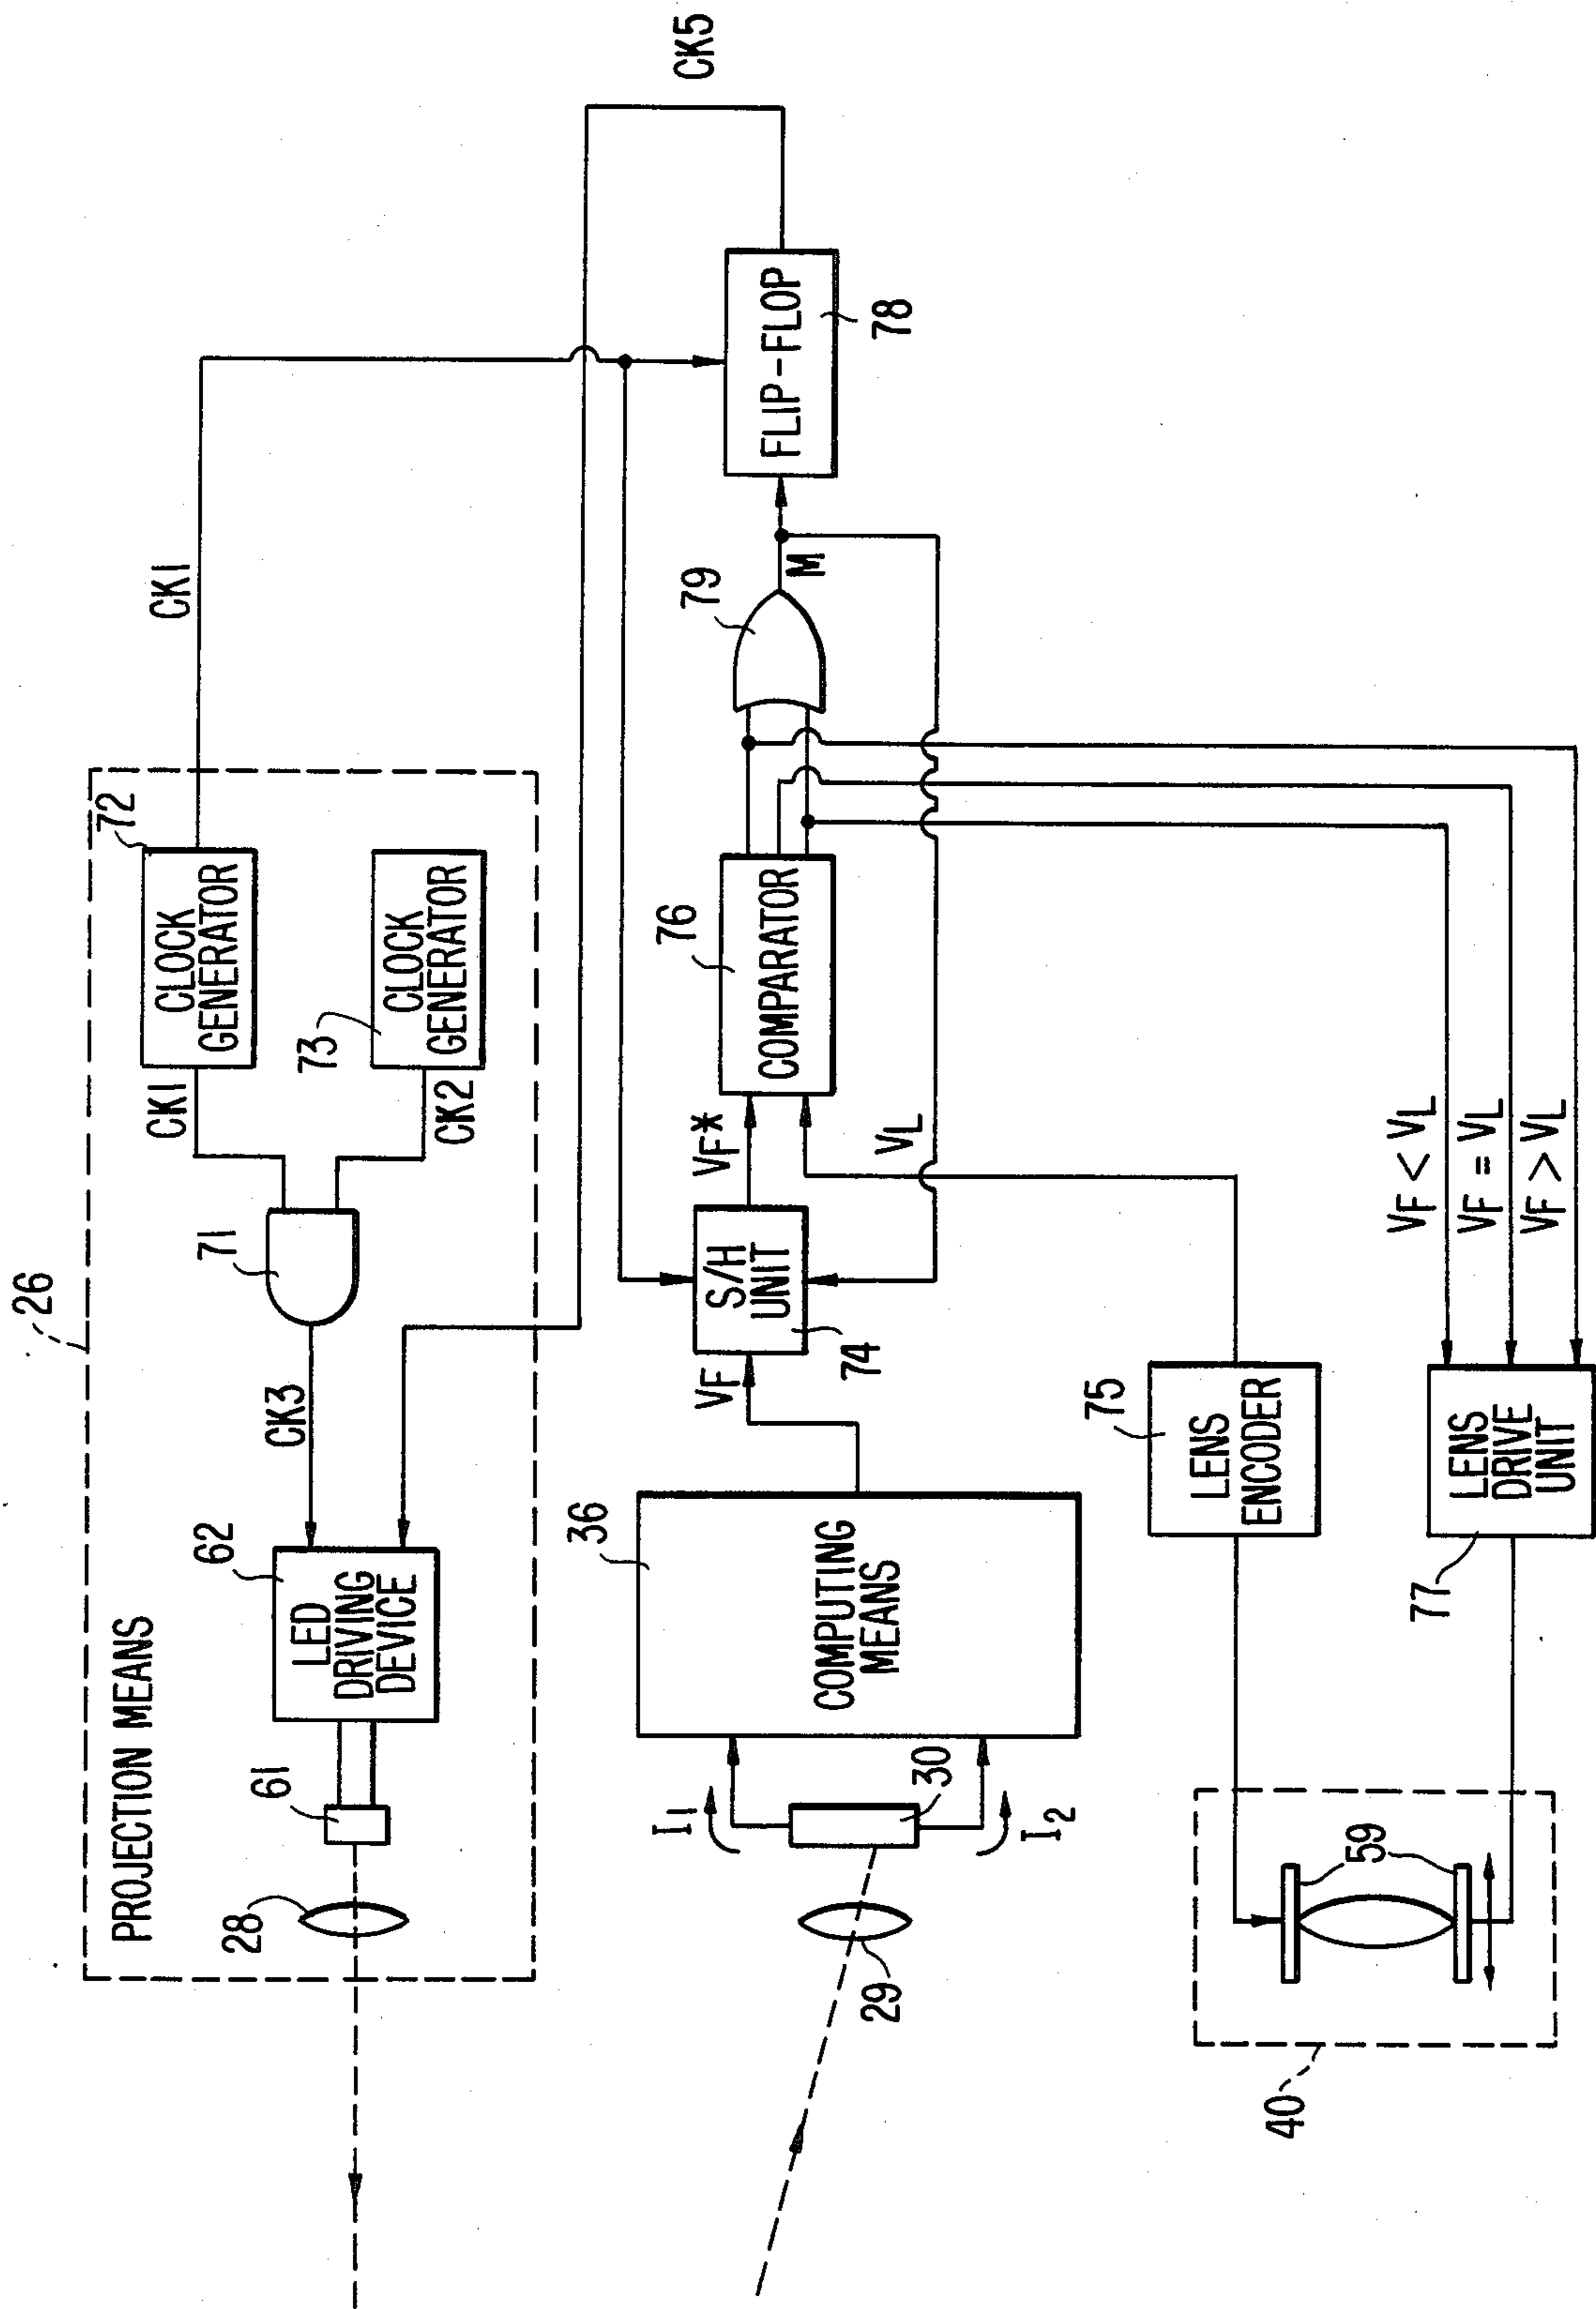 26
PROJECTION MEANS
28
61
62
LED
DRIVING
DEVICE
CK3
71
CK1
CK2
72
CLOCK
GENERATOR
73
CLOCK
GENERATOR
CK1
CK5
29
I1
I2
30
36
COMPUTING
MEANS
VF
S/H
UNIT
74
VF*
VL
76
COMPARATOR
79
M
FLIP-FLOP
78
40
59
75
LENS
ENCODER
77
LENS
DRIVE
UNIT
VF < VL
VF = VL
VF > VL